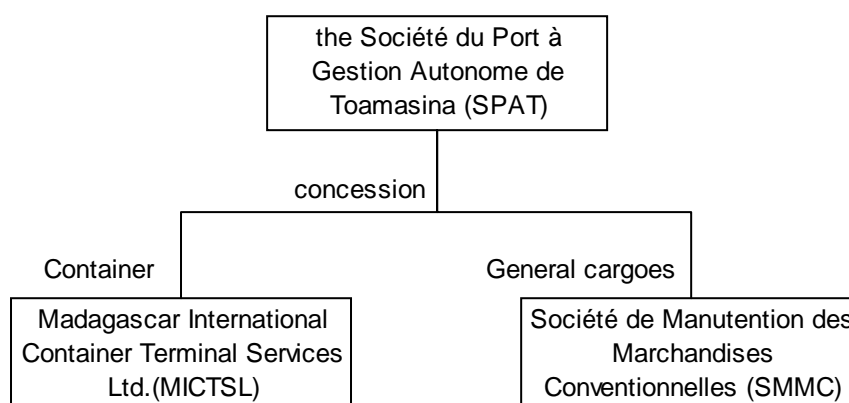 the Société du Port à
Gestion Autonome de
Toamasina (SPAT)
concession
Container
General cargoes
Madagascar International
Container Terminal Services
Ltd.(MICTSL)
Société de Manutention des
Marchandises
Conventionnelles (SMMC)